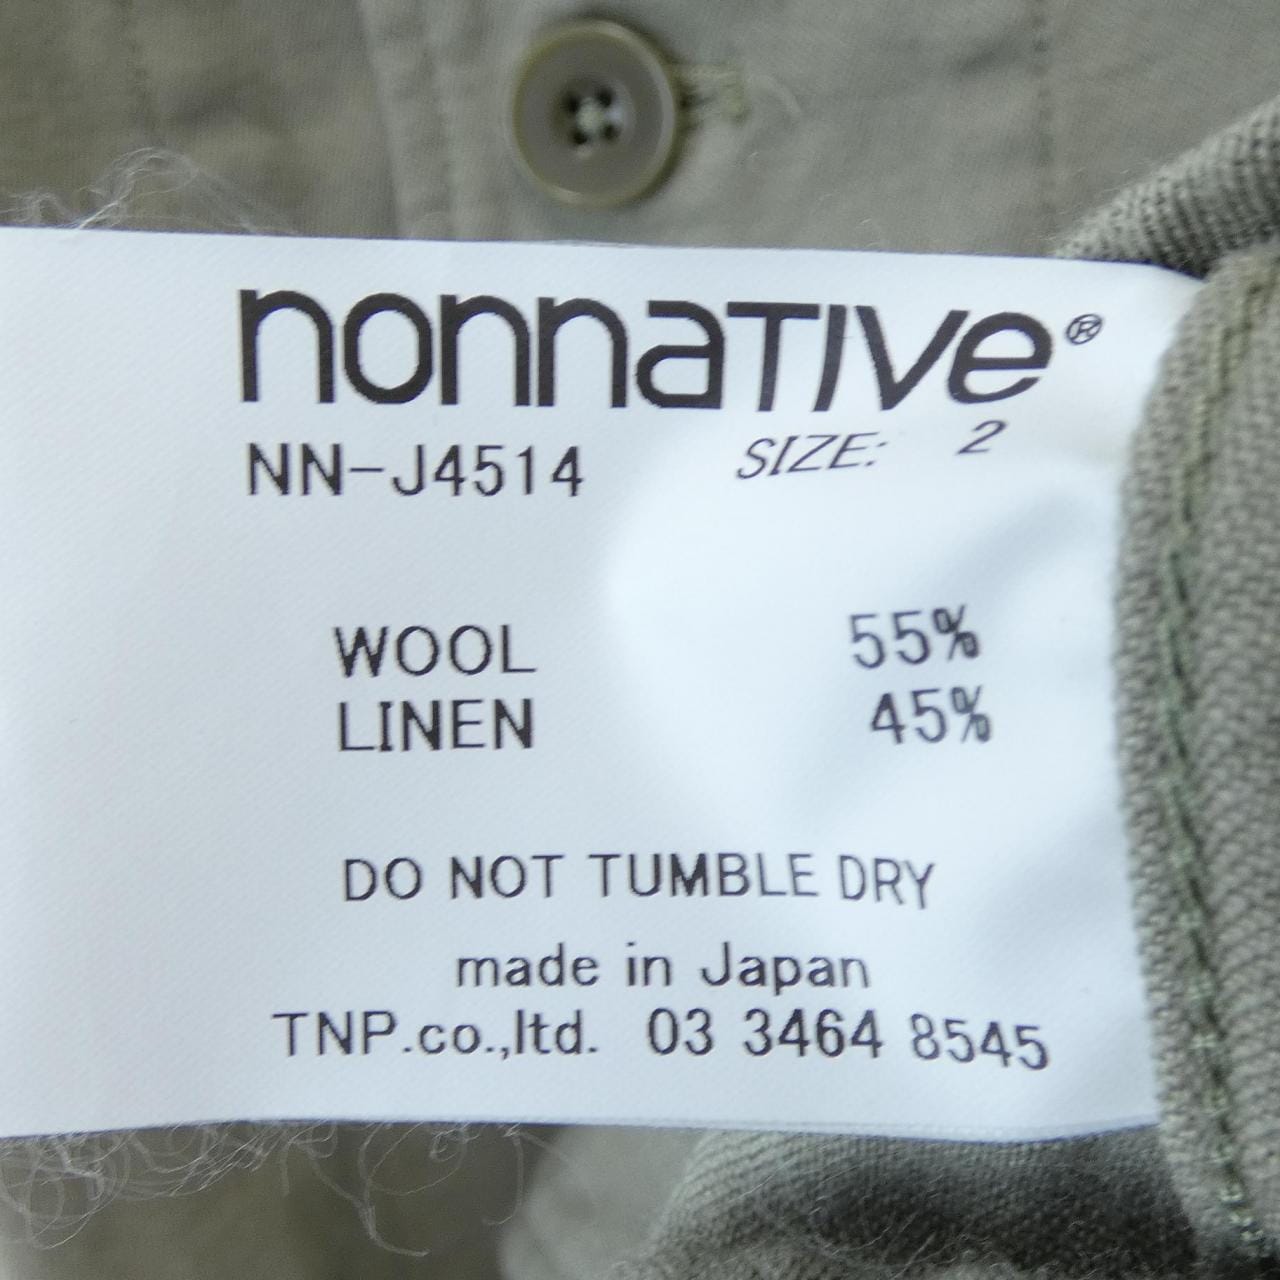 nonnaTIVe®
NN-J4514 SIZE: 2
WOOL 55%
LINEN 45%
DO NOT TUMBLE DRY
made in Japan
TNP.co.,ltd. 03 3464 8545